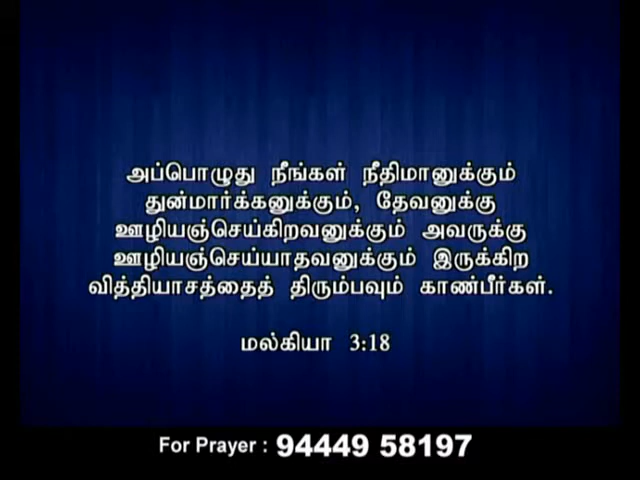 அப்பொழுது நீங்கள் நீதிமானுக்கும்
துன்மார்க்கனுக்கும், தேவனுக்கு
ஊழியஞ்செய்கிறவனுக்கும் அவருக்கு
ஊழியஞ்செய்யாதவனுக்கும் இருக்கிற
வித்தியாசத்தைத் திரும்பவும் காண்பீர்கள்.
மல்கியா 3:18
For Prayer : 94449 58197